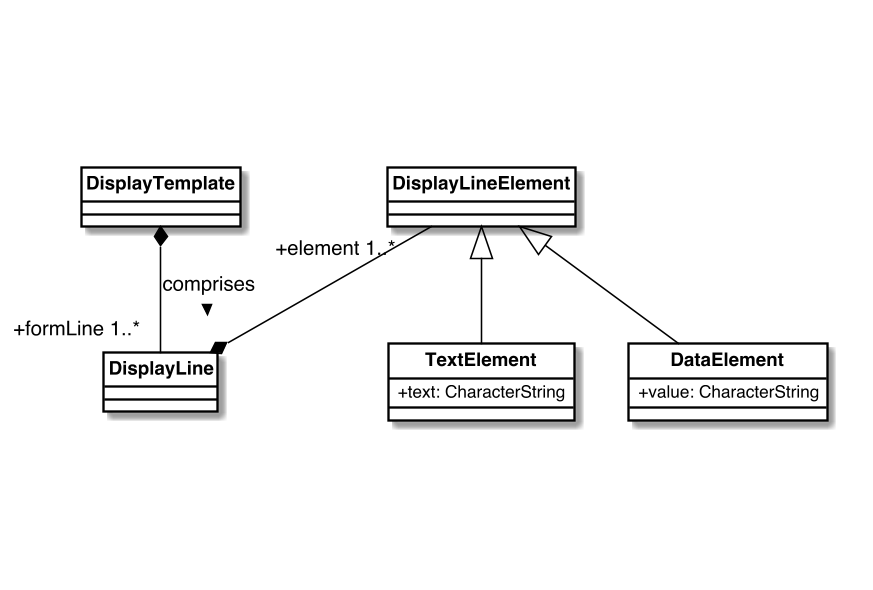 DisplayTemplate
DisplayLineElement
+element 1..*
comprises
+formLine 1..*
DisplayLine
TextElement
+text: CharacterString
DataElement
+value: CharacterString